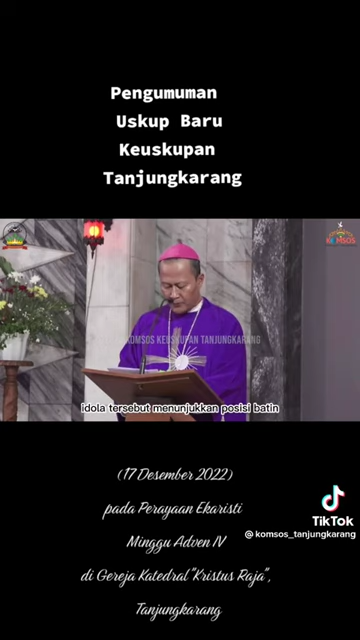 Pengumuman
Uskup Baru
Keuskupan
Tanjungkarang
KOMSOS
KOMSOS KEUSKUPAN TANJUNGKARANG
idola tersebut menunjukkan posisi batin
(17 Desember 2022)
pada Perayaan Ekaristi
Minggu Adven IV
di Gereja Katedral "Kristus Raja",
Tanjungkarang
TikTok
@ komsos_tanjungkarang